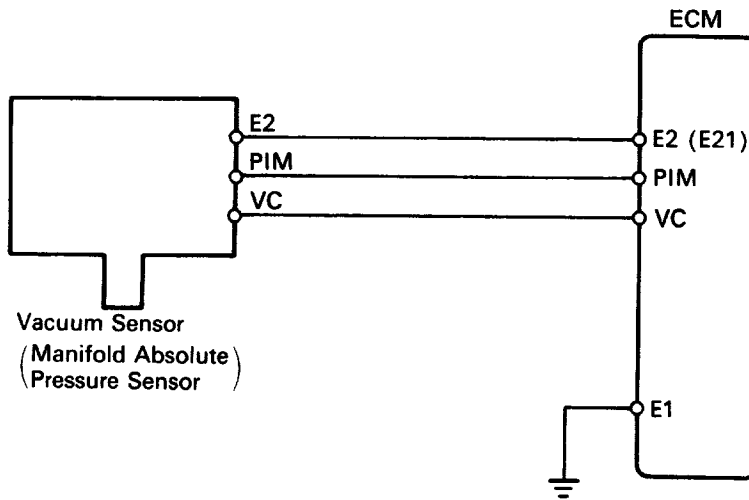 ECM
E2
PIM
VC
E2 (E21)
PIM
VC
Vacuum Sensor
(Manifold Absolute
Pressure Sensor)
E1